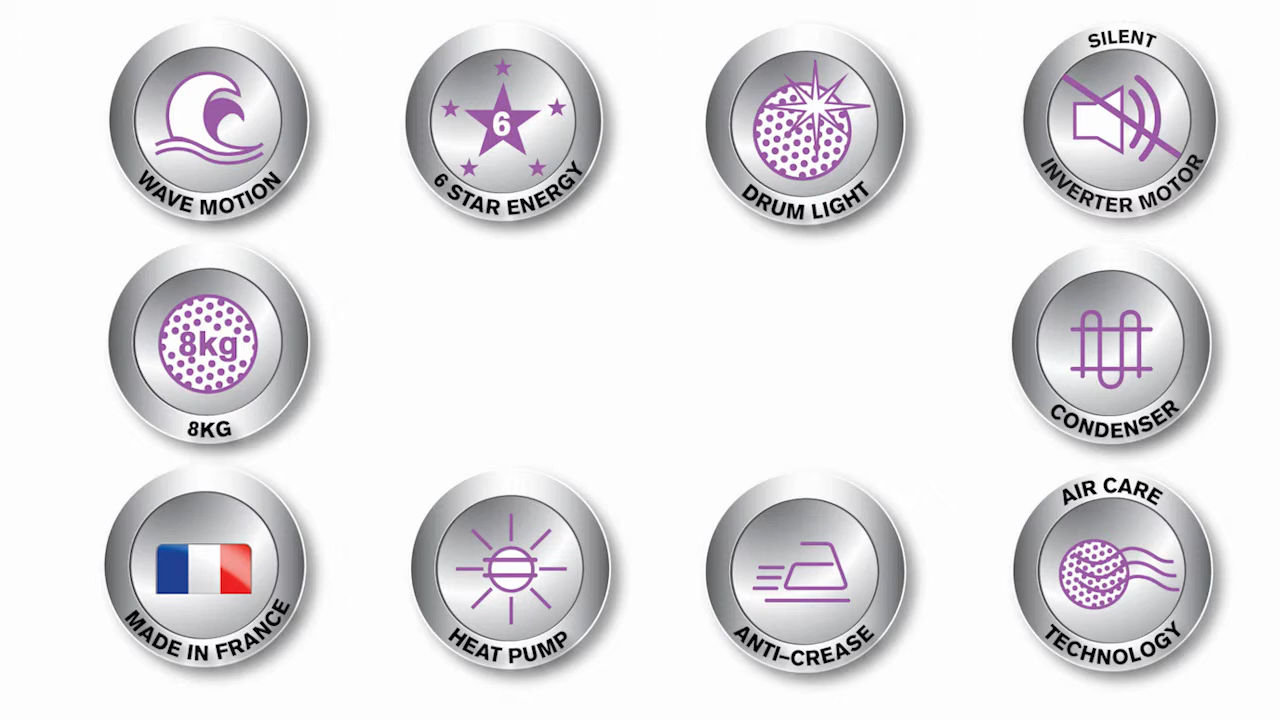 WAVE MOTION
6
6 STAR ENERGY
DRUM LIGHT
SILENT
INVERTER MOTOR
8kg
8KG
CONDENSER
MADE IN FRANCE
HEAT PUMP
ANTI–CREASE
AIR CARE
TECHNOLOGY